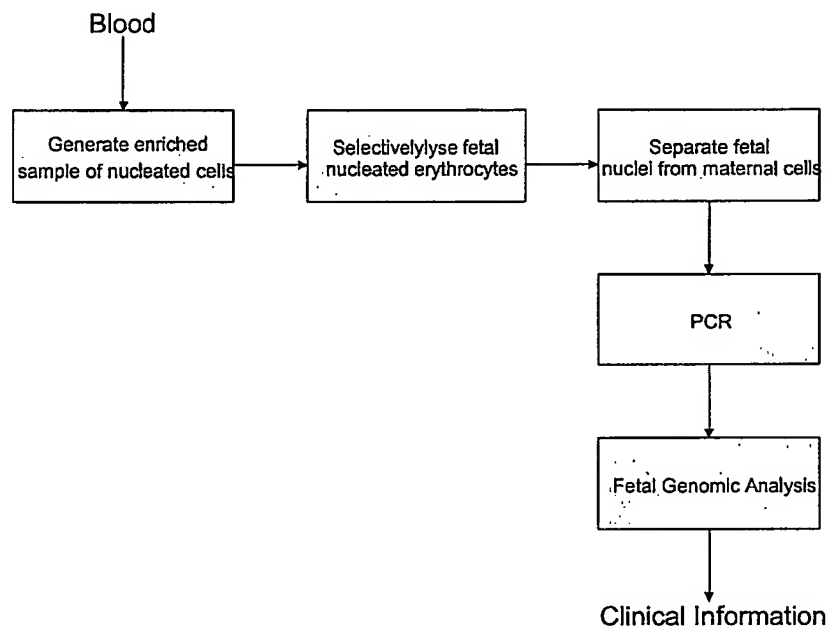 Blood
Generate enriched
sample of nucleated cells
Selectivelylyse fetal
nucleated erythrocytes
Separate fetal
nuclei from maternal cells
PCR
Fetal Genomic Analysis
Clinical Information